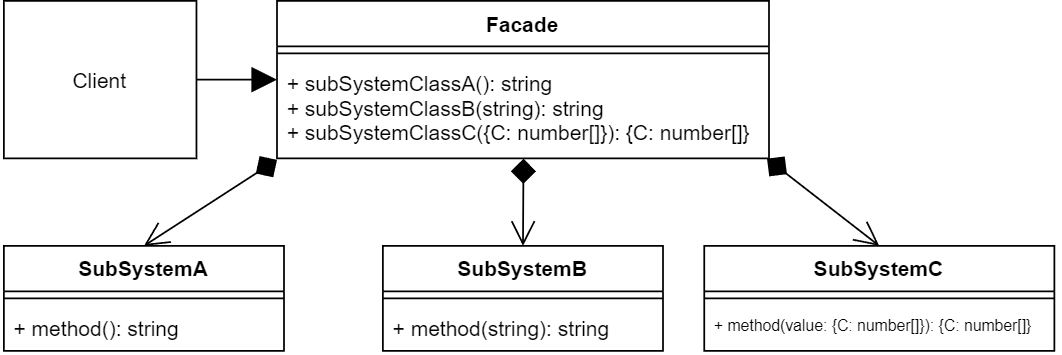 Client
Facade
+ subSystemClassA(): string
+ subSystemClassB(string): string
+ subSystemClassC({C: number[]}): {C: number[]}
SubSystemA
+ method(): string
SubSystemB
+ method(string): string
SubSystemC
+ method(value: {C: number[]}): {C: number[]}